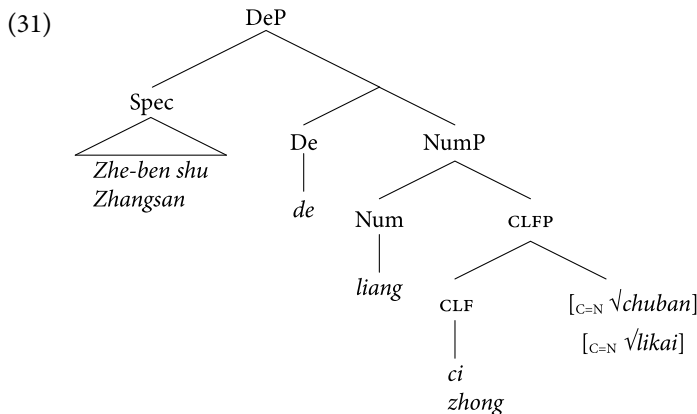 (31)
DeP
Spec
De
NumP
Zhe-ben shu
Zhangsan
de
Num
CLFP
liang
CLF
[C=N √chuban]
[C=N √likai]
ci
zhong